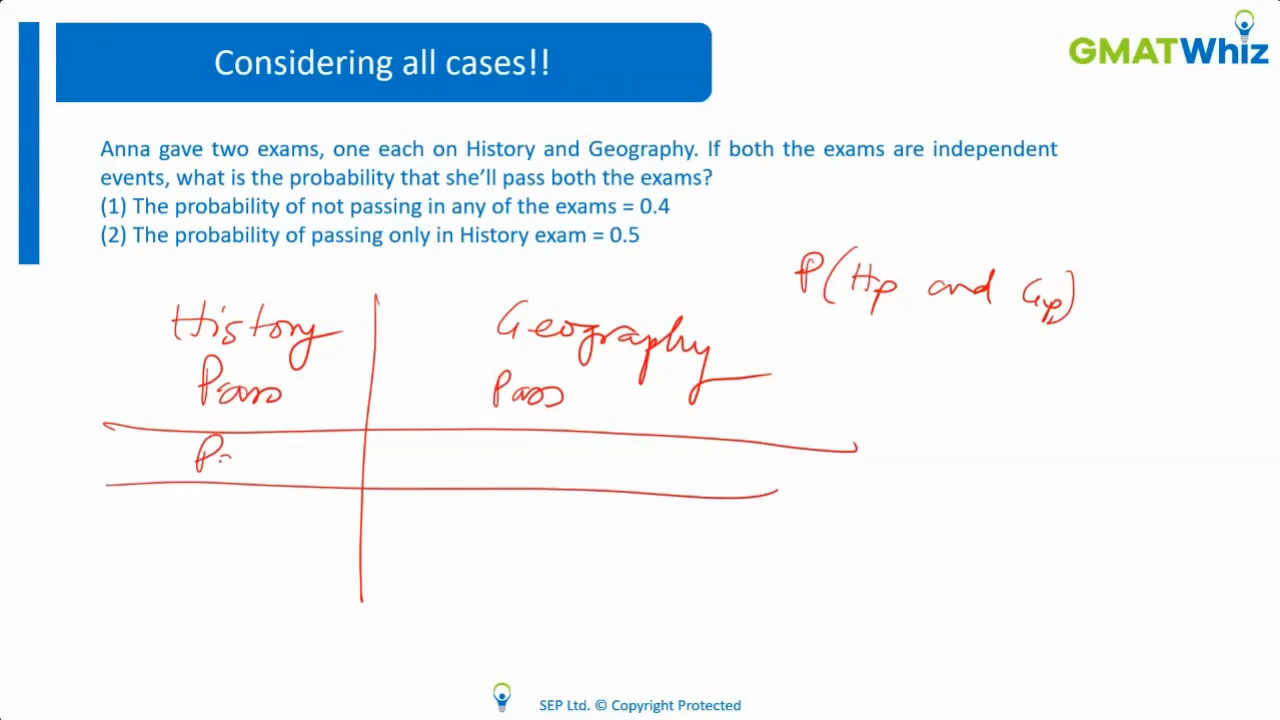 Considering all cases!!
GMATWhiz
Anna gave two exams, one each on History and Geography. If both the exams are independent
events, what is the probability that she’ll pass both the exams?
(1) The probability of not passing in any of the exams = 0.4
(2) The probability of passing only in History exam = 0.5
P(Hp and Gp)
History Geography
Pass Pass
P
SEP Ltd. © Copyright Protected